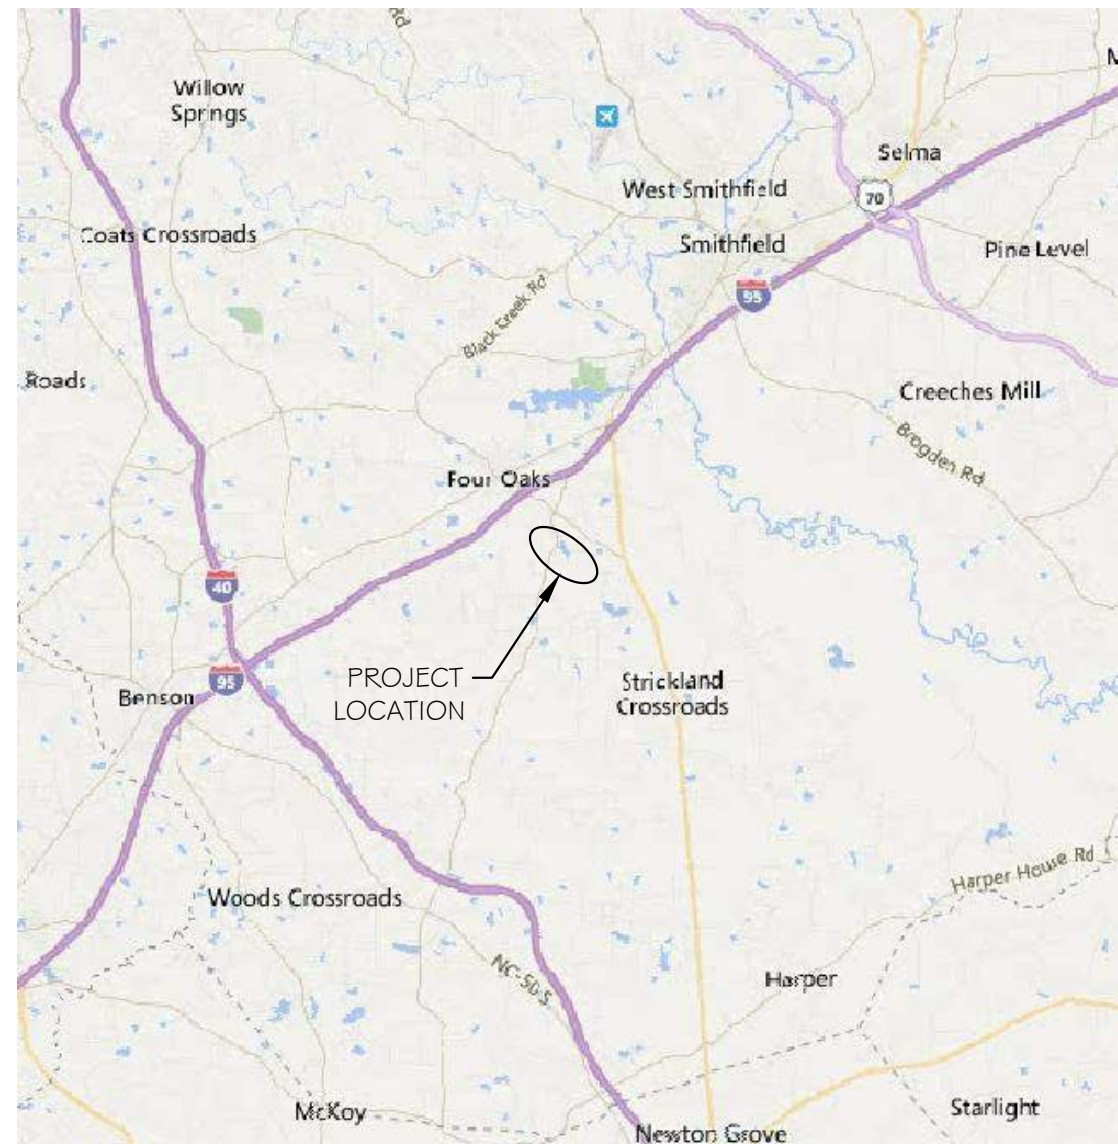 Rd
Willow
Springs
Selma
West Smithfield
70
Coats Crossroads
Smithfield
Pine Level
95
Black Creek Rd
Roads
Creeches Mill
Brogden Rd
Four Oaks
40
PROJECT
LOCATION
95
Benson
Strickland
Crossroads
Harper House Rd
Woods Crossroads
NC-50 S
Harper
McKoy
Starlight
Newton Grove